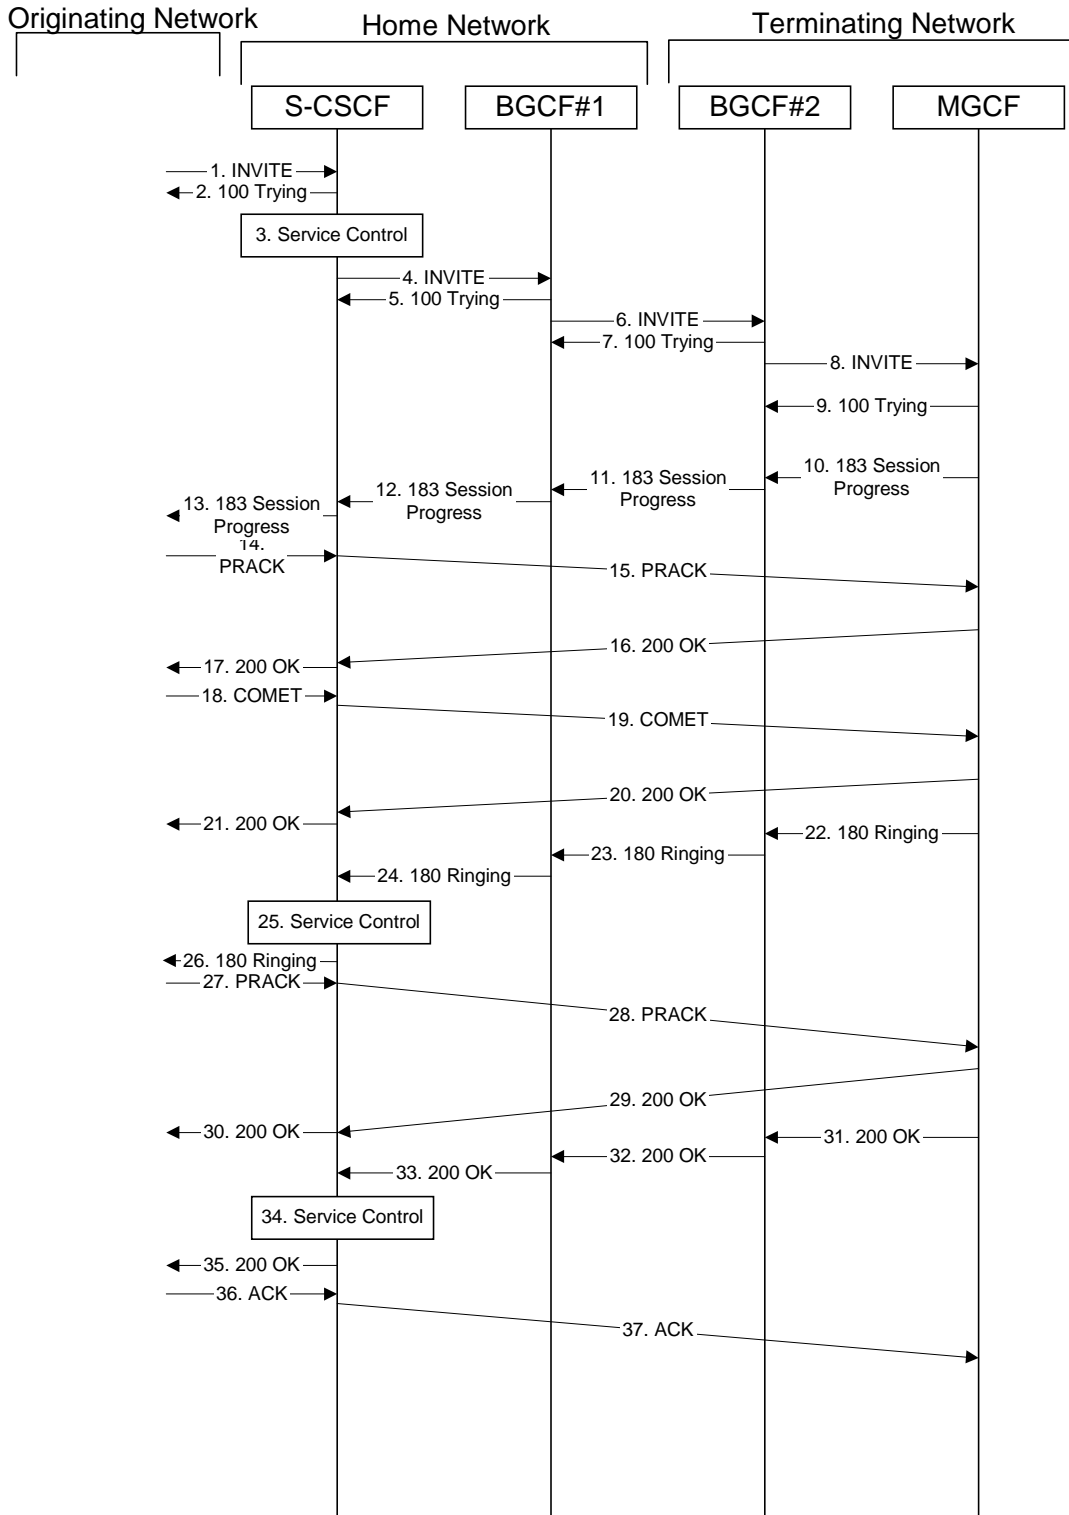 Originating Network
Home Network
Terminating Network
S-CSCF
BGCF#1
BGCF#2
MGCF
1. INVITE
2. 100 Trying
3. Service Control
4. INVITE
5. 100 Trying
6. INVITE
7. 100 Trying
8. INVITE
9. 100 Trying
10. 183 Session
Progress
11. 183 Session
Progress
12. 183 Session
Progress
13. 183 Session
Progress
14.
PRACK
15. PRACK
16. 200 OK
17. 200 OK
18. COMET
19. COMET
20. 200 OK
21. 200 OK
22. 180 Ringing
23. 180 Ringing
24. 180 Ringing
25. Service Control
26. 180 Ringing
27. PRACK
28. PRACK
29. 200 OK
30. 200 OK
31. 200 OK
32. 200 OK
33. 200 OK
34. Service Control
35. 200 OK
36. ACK
37. ACK